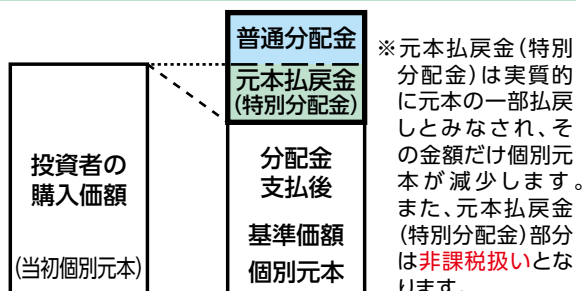 普通分配金
元本払戻金
(特別分配金)
投資者の
購入価額
(当初個別元本)
分配金
支払後
基準価額
個別元本
※元本払戻金(特別
分配金)は実質的
に元本の一部払戻
しとみなされ、そ
の金額だけ個別元
本が減少します。
また、元本払戻金
(特別分配金)部分
は非課税扱いとな
ります。